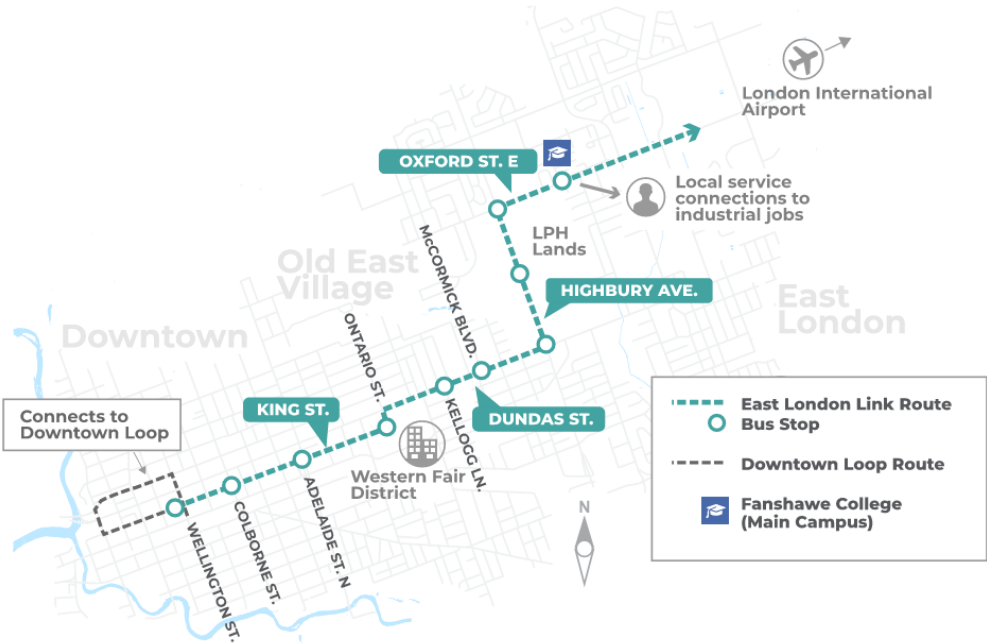 London International
Airport
OXFORD ST. E
Local service
connections to
industrial jobs
LPH
Lands
McCORMICK BLVD.
Old East
Village
HIGHBURY AVE.
East
London
Downtown
ONTARIO ST.
KING ST.
DUNDAS ST.
KELLOGG LN.
Connects to
Downtown Loop
Western Fair
District
ADELAIDE ST. N
COLBORNE ST.
WELLINGTON ST.
N
East London Link Route
Bus Stop
Downtown Loop Route
Fanshawe College
(Main Campus)